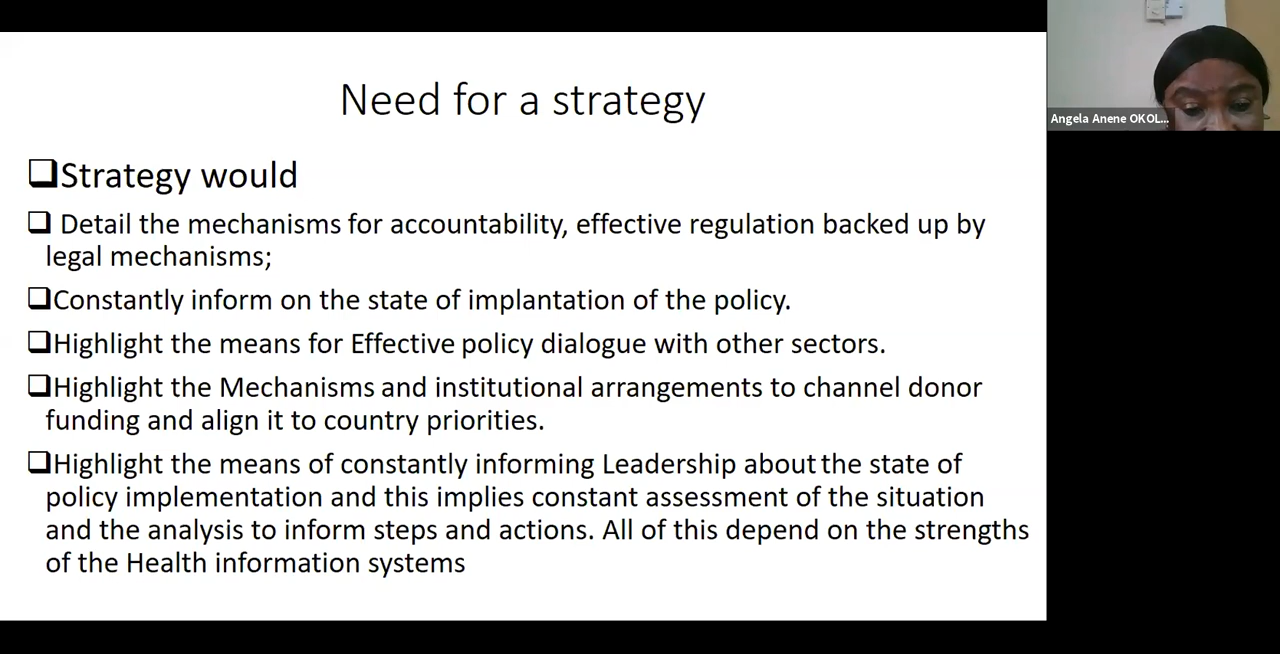 Need for a strategy
Strategy would
Detail the mechanisms for accountability, effective regulation backed up by
legal mechanisms;
Constantly inform on the state of implantation of the policy.
Highlight the means for Effective policy dialogue with other sectors.
Highlight the Mechanisms and institutional arrangements to channel donor
funding and align it to country priorities.
Highlight the means of constantly informing Leadership about the state of
policy implementation and this implies constant assessment of the situation
and the analysis to inform steps and actions. All of this depend on the strengths
of the Health information systems
Angela Anene OKOL...